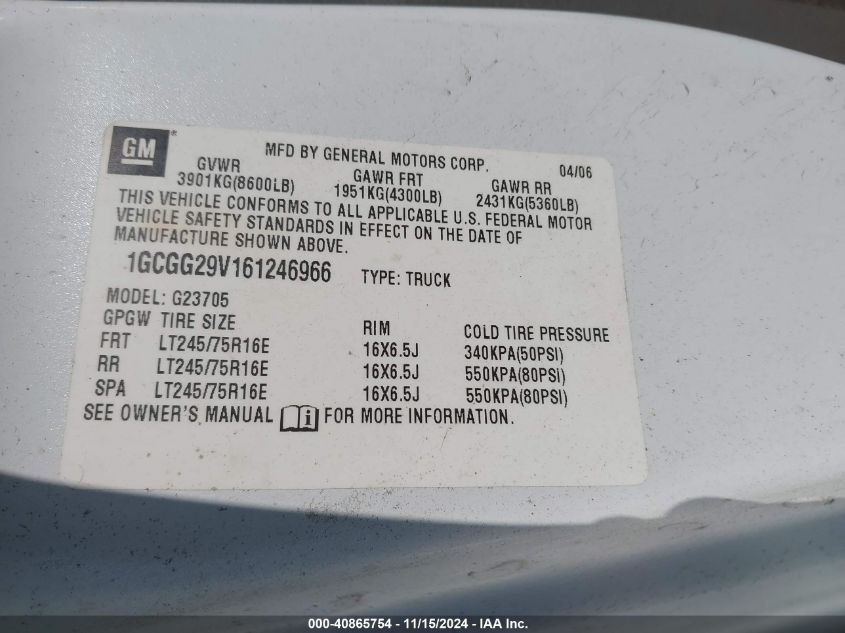 GM
MFD BY GENERAL MOTORS CORP. 04/06
GVWR GAWR FRT GAWR RR
3901KG(8600LB) 1951KG(4300LB) 2431KG(5360LB)
THIS VEHICLE CONFORMS TO ALL APPLICABLE U.S. FEDERAL MOTOR
VEHICLE SAFETY STANDARDS IN EFFECT ON THE DATE OF
MANUFACTURE SHOWN ABOVE.
1GCGG29V161246966 TYPE: TRUCK
MODEL: G23705
GPGW TIRE SIZE RIM COLD TIRE PRESSURE
FRT LT245/75R16E 16X6.5J 340KPA(50PSI)
RR LT245/75R16E 16X6.5J 550KPA(80PSI)
SPA LT245/75R16E 16X6.5J 550KPA(80PSI)
SEE OWNER'S MANUAL i FOR MORE INFORMATION.
000-40865754 - 11/15/2024 - IAA Inc.